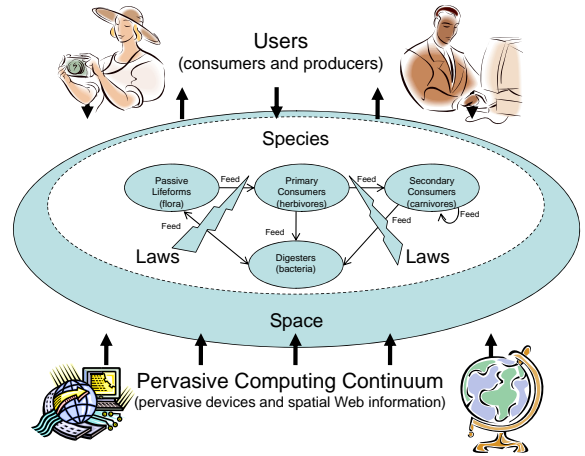 Users
(consumers and producers)
Species
Passive
Lifeforms
(flora)
Feed
Primary
Consumers
(herbivores)
Feed
Secondary
Consumers
(carnivores)
Feed
Feed
Feed
Feed
Laws
Digesters
(bacteria)
Laws
Space
Pervasive Computing Continuum
(pervasive devices and spatial Web information)